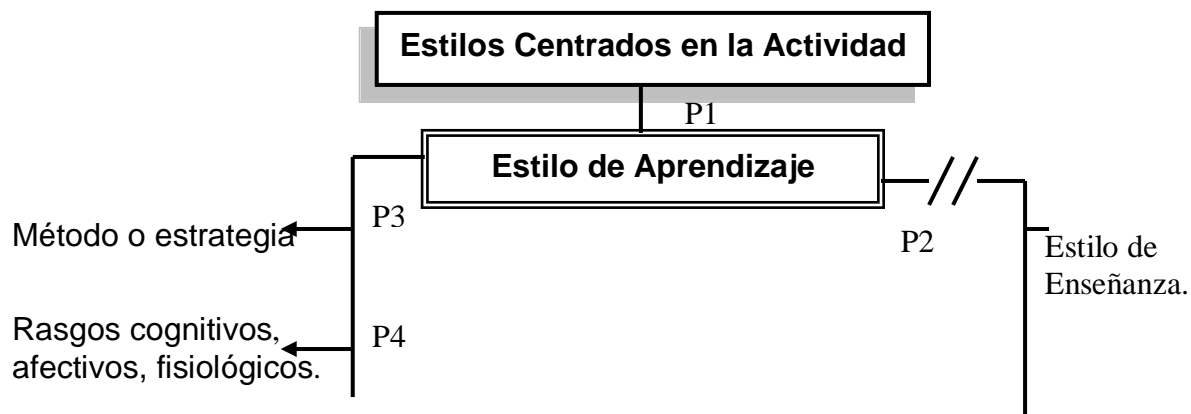 Estilos Centrados en la Actividad
P1
Estilo de Aprendizaje
P3
Método o estrategia
P2
Estilo de
Enseñanza.
Rasgos cognitivos,
afectivos, fisiológicos.
P4